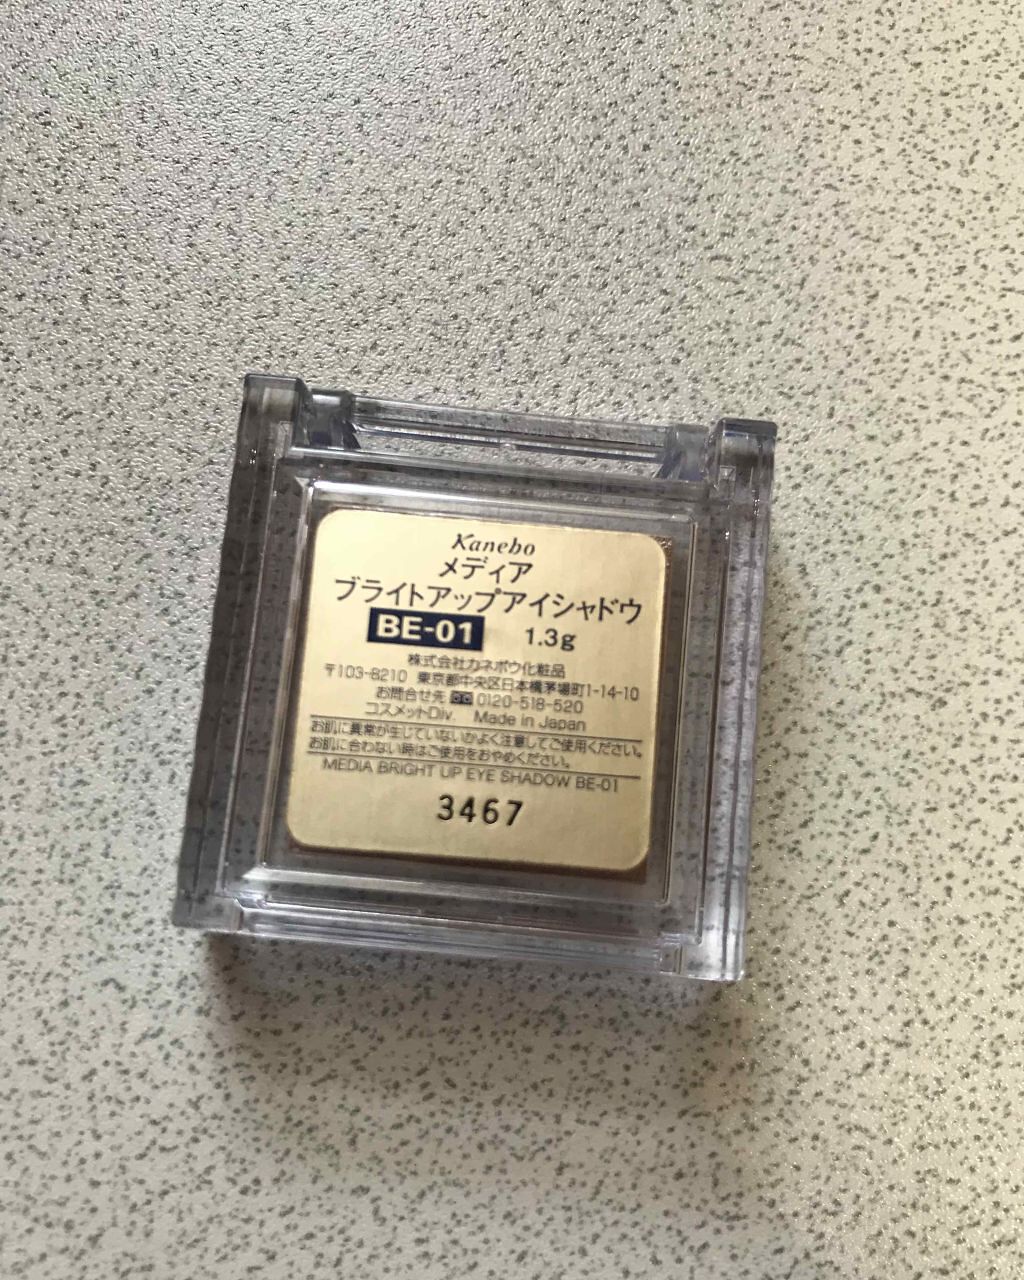 Kanebo
メディア
ブライトアップアイシャドウ
BE-01 1.3g
株式会社カネボウ化粧品
〒103-8210 東京都中央区日本橋茅場町1-14-10
お問合せ先 0120-518-520
コスメットDiv. Made in Japan
お肌に異常が生じていないかよく注意してご使用ください。
お肌に合わない時はご使用をおやめください。
MEDIA BRIGHT UP EYE SHADOW BE-01
3467